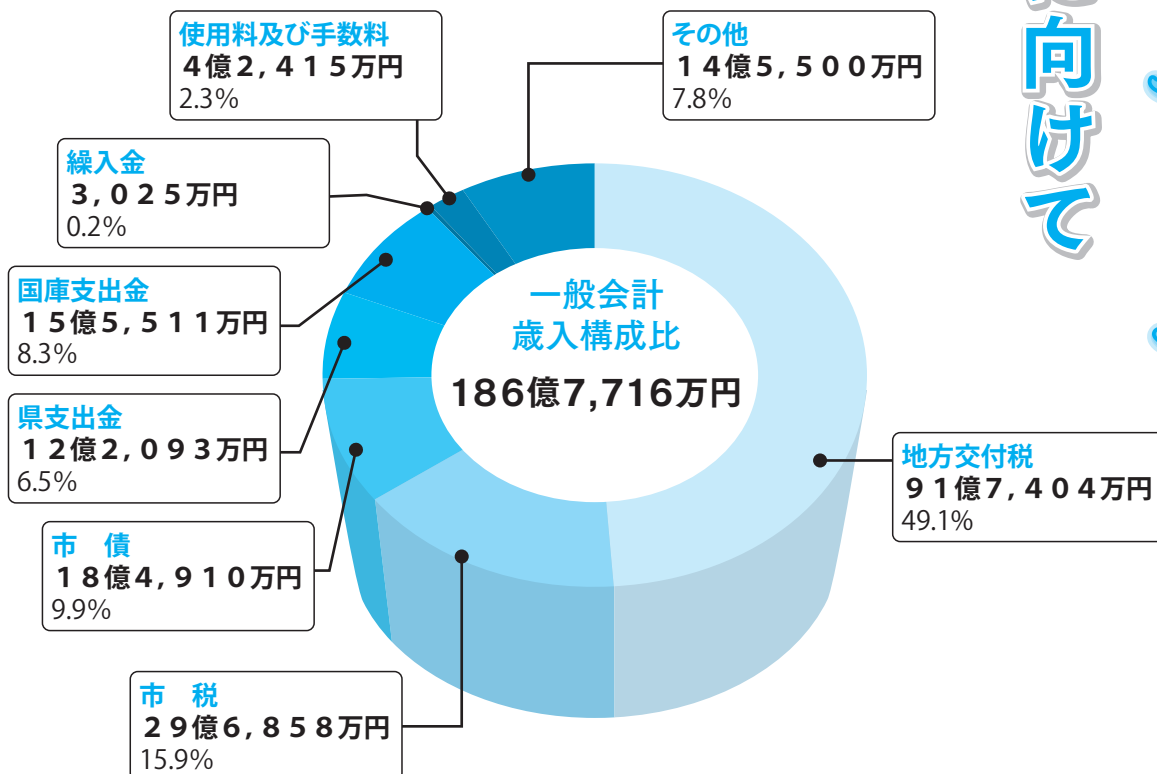 使用料及び手数料
4億2,415万円
2.3%
その他
14億5,500万円
7.8%
向けて
繰入金
3,025万円
0.2%
国庫支出金
15億5,511万円
8.3%
一般会計
歳入構成比
186億7,716万円
県支出金
12億2,093万円
6.5%
地方交付税
91億7,404万円
49.1%
市　債
18億4,910万円
9.9%
市　税
29億6,858万円
15.9%